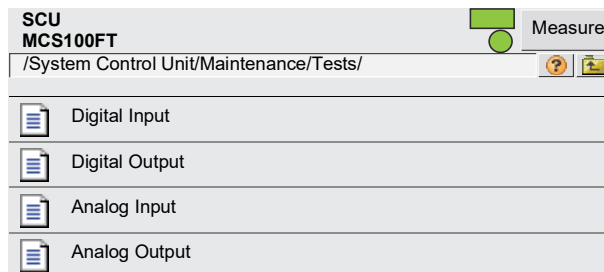 SCU
MCS100FT
Measure
/System Control Unit/Maintenance/Tests/
?
Digital Input
Digital Output
Analog Input
Analog Output